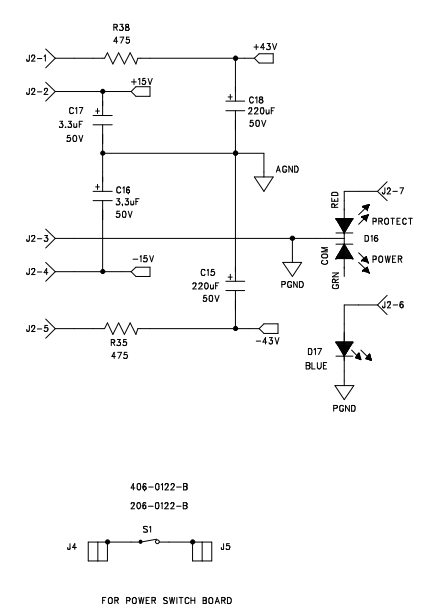 R38
475
J2-1
+43V
J2-2
+15V
C17
3.3uF
50V
C18
220uF
50V
AGND
C16
3.3uF
50V
RED
J2-7
PROTECT
D16
J2-3
COM
POWER
J2-4
-15V
PGND
GRN
C15
220uF
50V
J2-6
J2-5
R35
475
-43V
D17
BLUE
PGND
406-0122-B
206-0122-B
S1
J4
J5
FOR POWER SWITCH BOARD